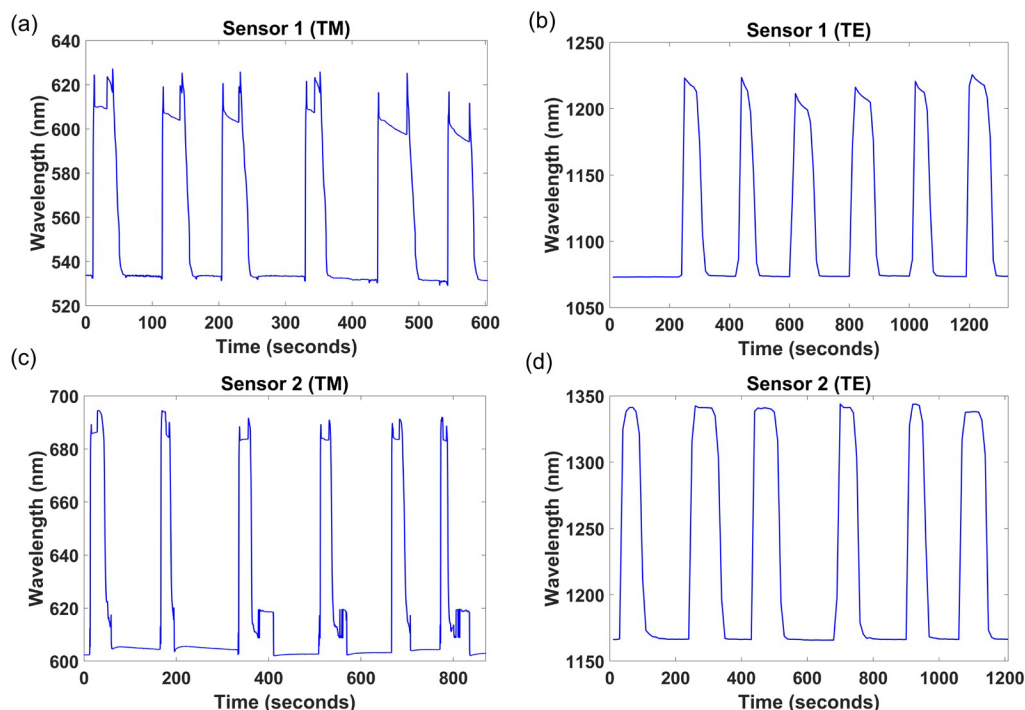 (a)
Sensor 1 (TM)
640
620
600
580
560
540
520
Wavelength (nm)
0 100 200 300 400 500 600
Time (seconds)
(b)
Sensor 1 (TE)
1250
1200
1150
1100
1050
Wavelength (nm)
0 200 400 600 800 1000 1200
Time (seconds)
(c)
Sensor 2 (TM)
700
680
660
640
620
600
Wavelength (nm)
0 200 400 600 800
Time (seconds)
(d)
Sensor 2 (TE)
1350
1300
1250
1200
1150
Wavelength (nm)
0 200 400 600 800 1000 1200
Time (seconds)